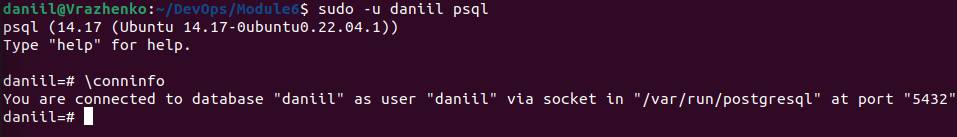 daniil@Vrazhenko:~/DevOps/Module6$ sudo -u daniil psql
psql (14.17 (Ubuntu 14.17-0ubuntu0.22.04.1))
Type "help" for help.
daniil=# \conninfo
You are connected to database "daniil" as user "daniil" via socket in "/var/run/postgresql" at port "5432"
daniil=#